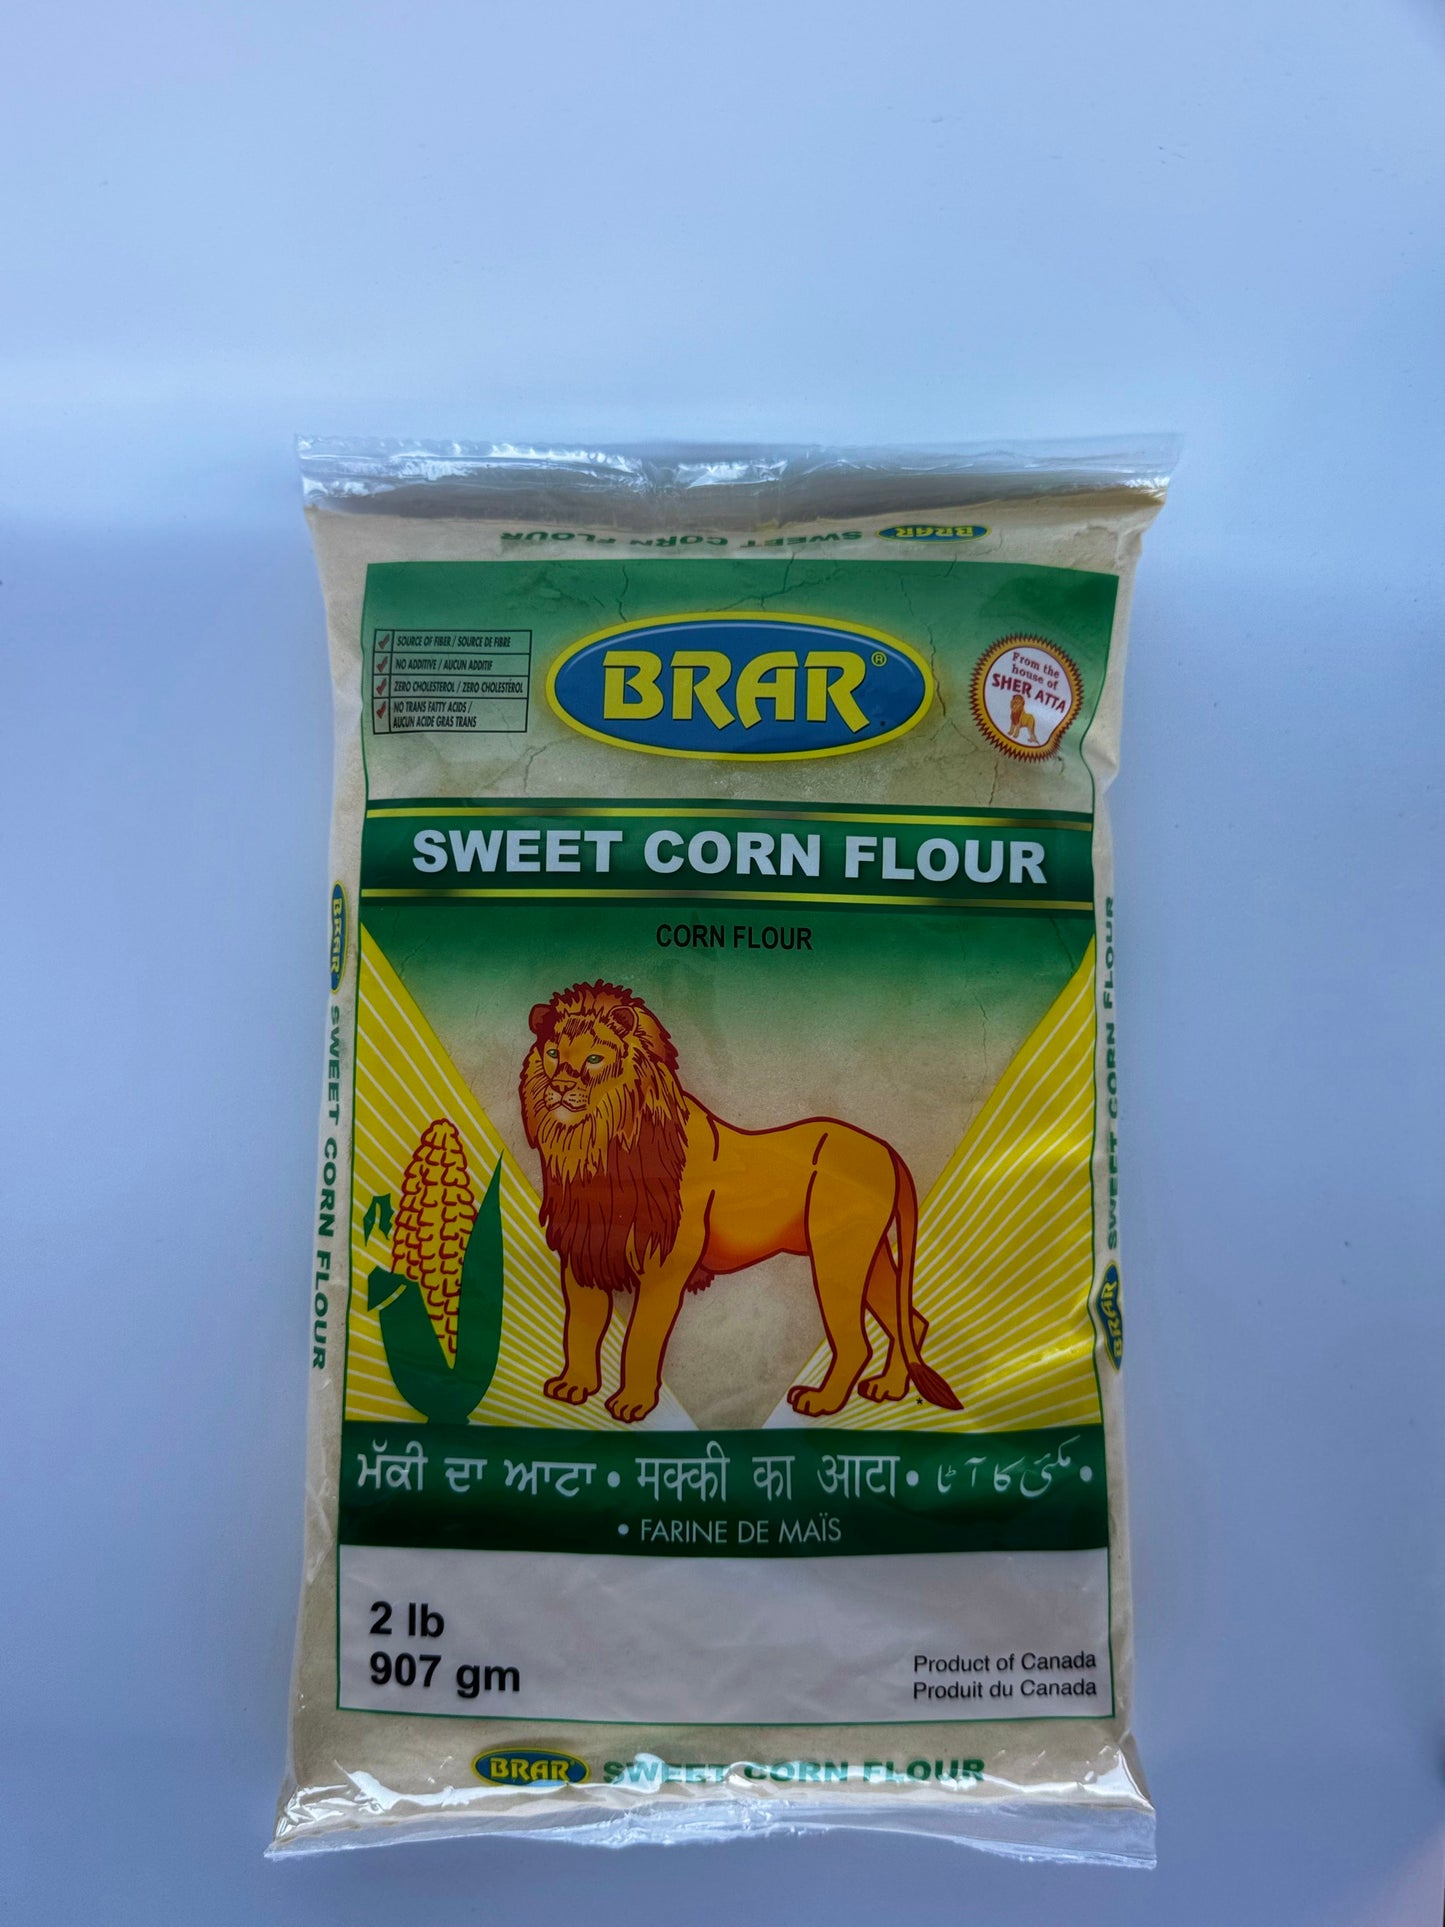 BRAR SWEET CORN FLOUR
SOURCE OF FIBER / SOURCE DE FIBRE
NO ADDITIVE / AUCUN ADDITIF
ZERO CHOLESTEROL / ZERO CHOLESTÉROL
NO TRANS FATTY ACIDS /
AUCUN ACIDE GRAS TRANS
BRAR®
From the
house of
SHER ATTA
SWEET CORN FLOUR
CORN FLOUR
BRAR SWEET CORN FLOUR
BRAR SWEET CORN FLOUR
*
ਮੱਕੀ ਦਾ ਆਟਾ • मक्की का आटा • مکئی کا آٹا •
• FARINE DE MAÏS
2 lb
907 gm
Product of Canada
Produit du Canada
BRAR® SWEET CORN FLOUR